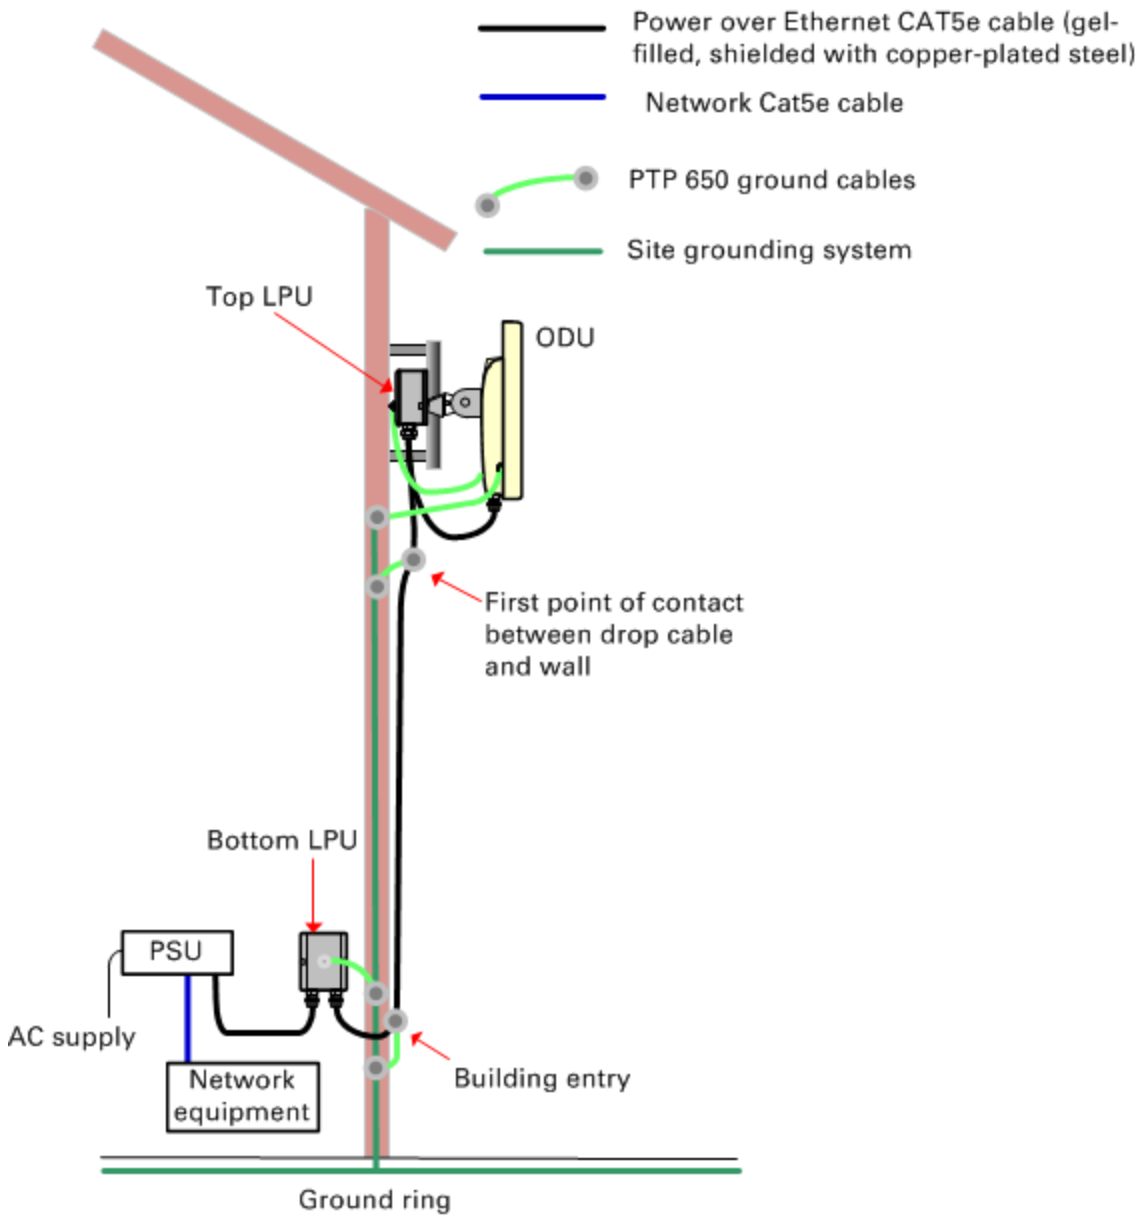 Power over Ethernet CAT5e cable (gel-
filled, shielded with copper-plated steel)
Network Cat5e cable
PTP 650 ground cables
Site grounding system
Top LPU
ODU
First point of contact
between drop cable
and wall
Bottom LPU
PSU
AC supply
Network
equipment
Building entry
Ground ring